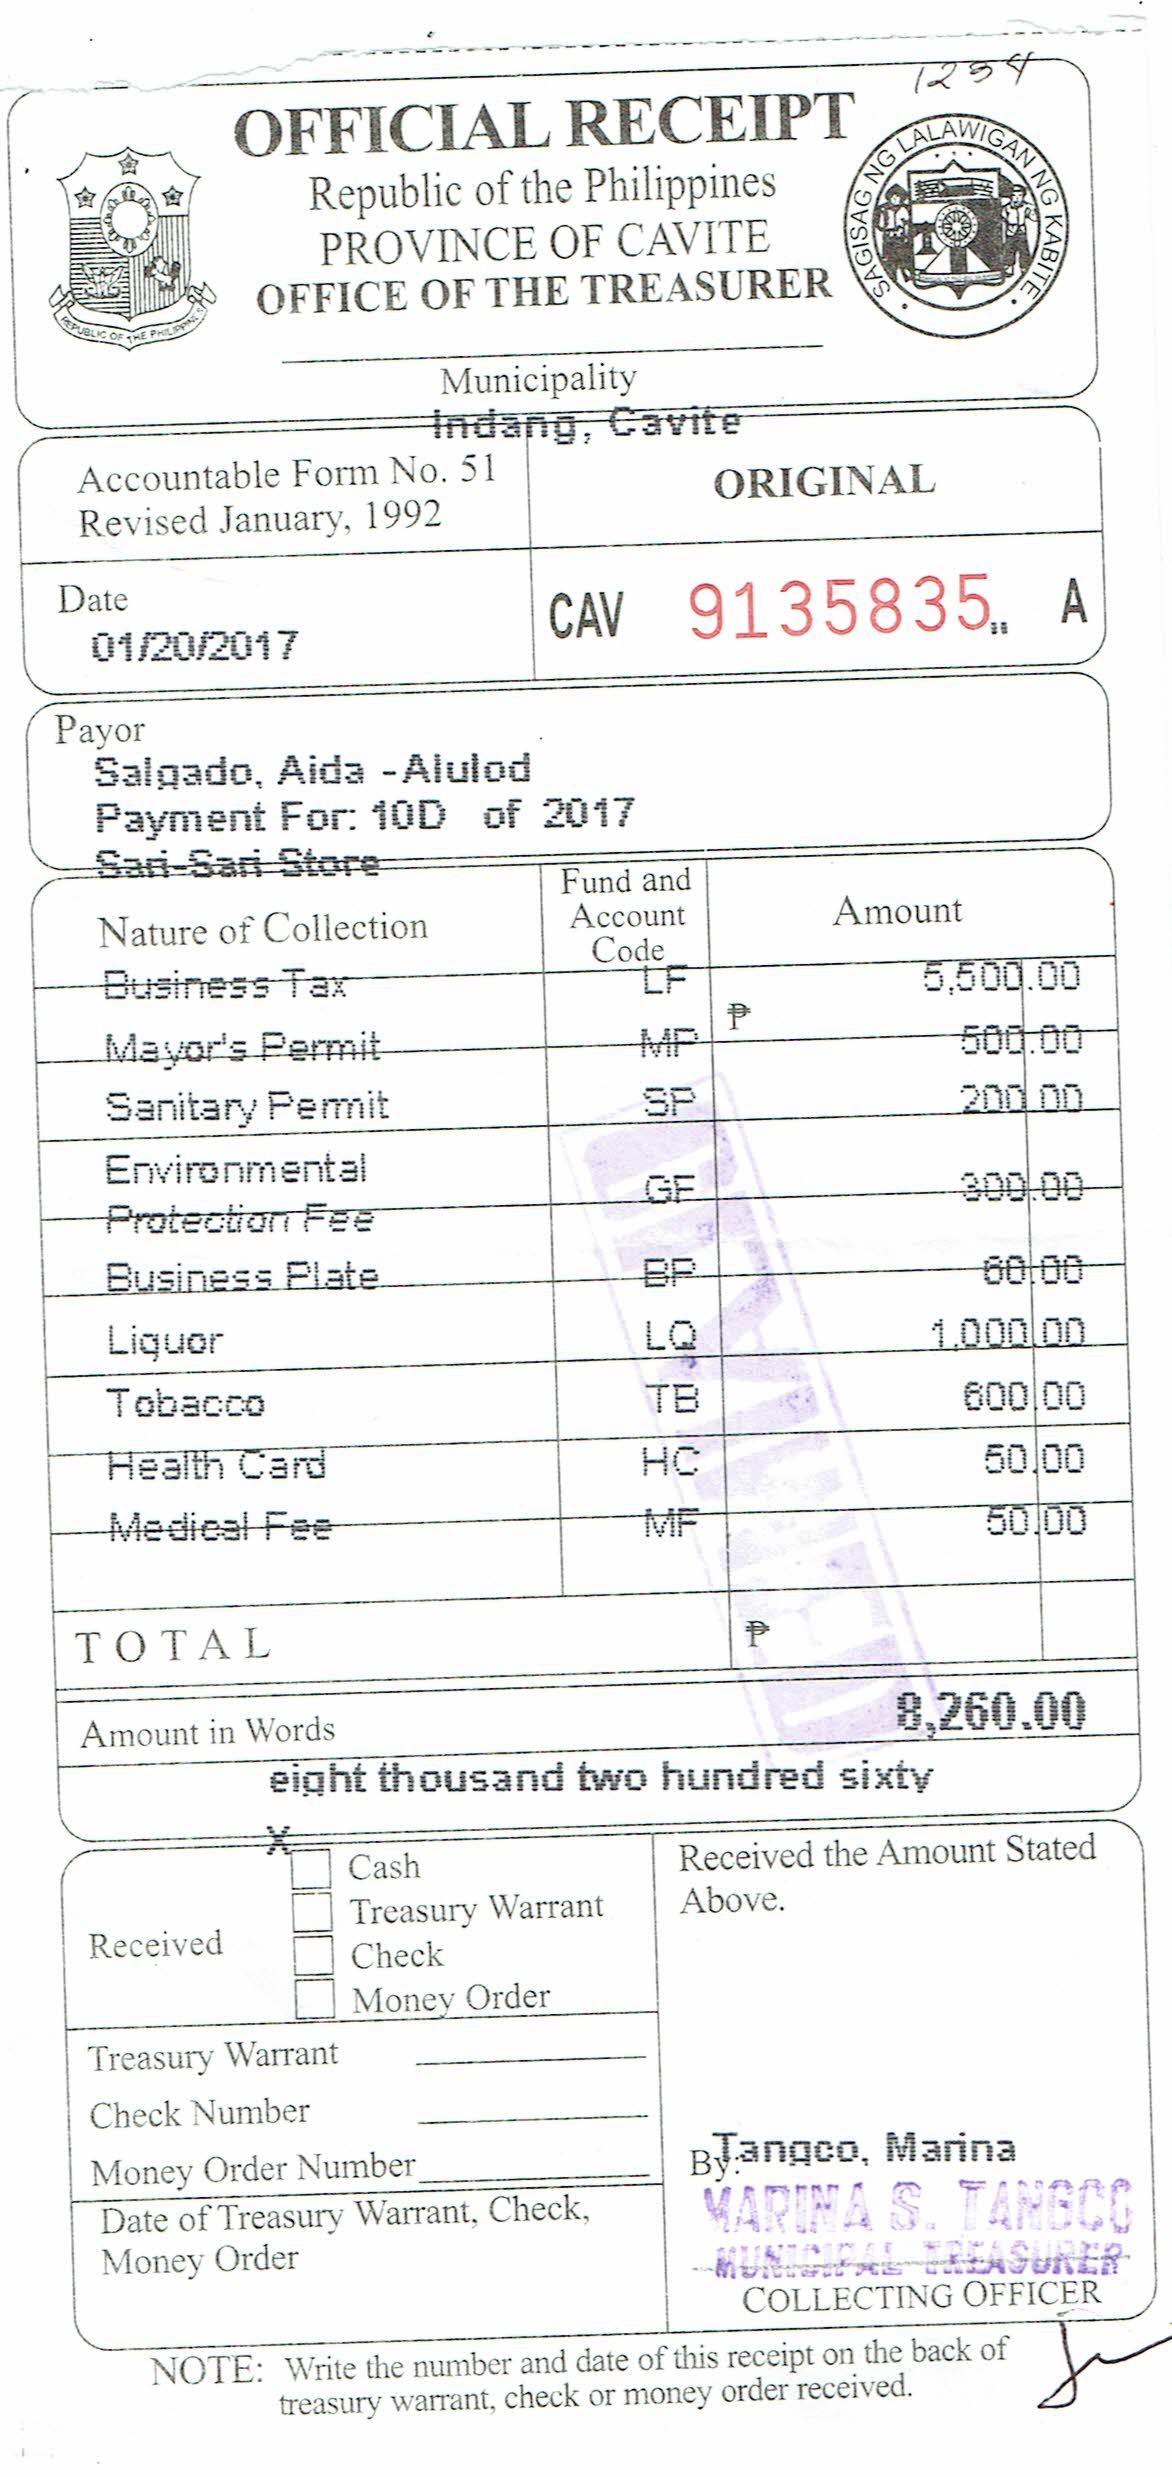 1234
OFFICIAL RECEIPT
Republic of the Philippines
PROVINCE OF CAVITE
OFFICE OF THE TREASURER
REPUBLIC OF THE PHILIPPINES
SAGISAG NG LALAWIGAN NG KABITE
Municipality
Indang, Cavite
Accountable Form No. 51
Revised January, 1992
ORIGINAL
Date
01/20/2017
CAV 9135835 A
Payor
Salgado, Aida -Alulod
Payment For: 10D of 2017
Sari-Sari Store
Nature of Collection Fund and Account Code Amount
Business Tax LF ₱ 5,500.00
Mayor's Permit MP 500.00
Sanitary Permit SP 200.00
Environmental
Protection Fee GF 300.00
Business Plate BP 60.00
Liquor LQ 1,000.00
Tobacco TB 600.00
Health Card HC 50.00
Medical Fee MF 50.00
TOTAL ₱
8,260.00
Amount in Words
eight thousand two hundred sixty
Received
X Cash
Treasury Warrant
Check
Money Order
Received the Amount Stated
Above.
Treasury Warrant
Check Number
Money Order Number
Date of Treasury Warrant, Check,
Money Order
By: Tangco, Marina
MARINA S. TANGCO
MUNICIPAL TREASURER
COLLECTING OFFICER
NOTE: Write the number and date of this receipt on the back of
treasury warrant, check or money order received.